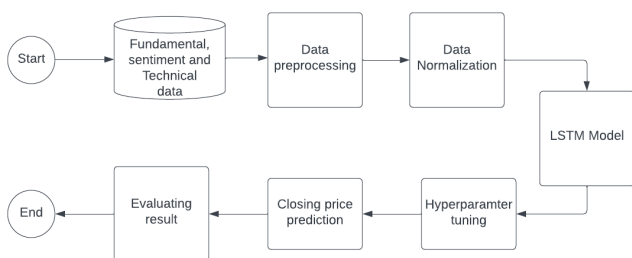 Start
Fundamental,
sentiment and
Technical
data
Data
preprocessing
Data
Normalization
LSTM Model
Hyperparamter
tuning
Closing price
prediction
Evaluating
result
End